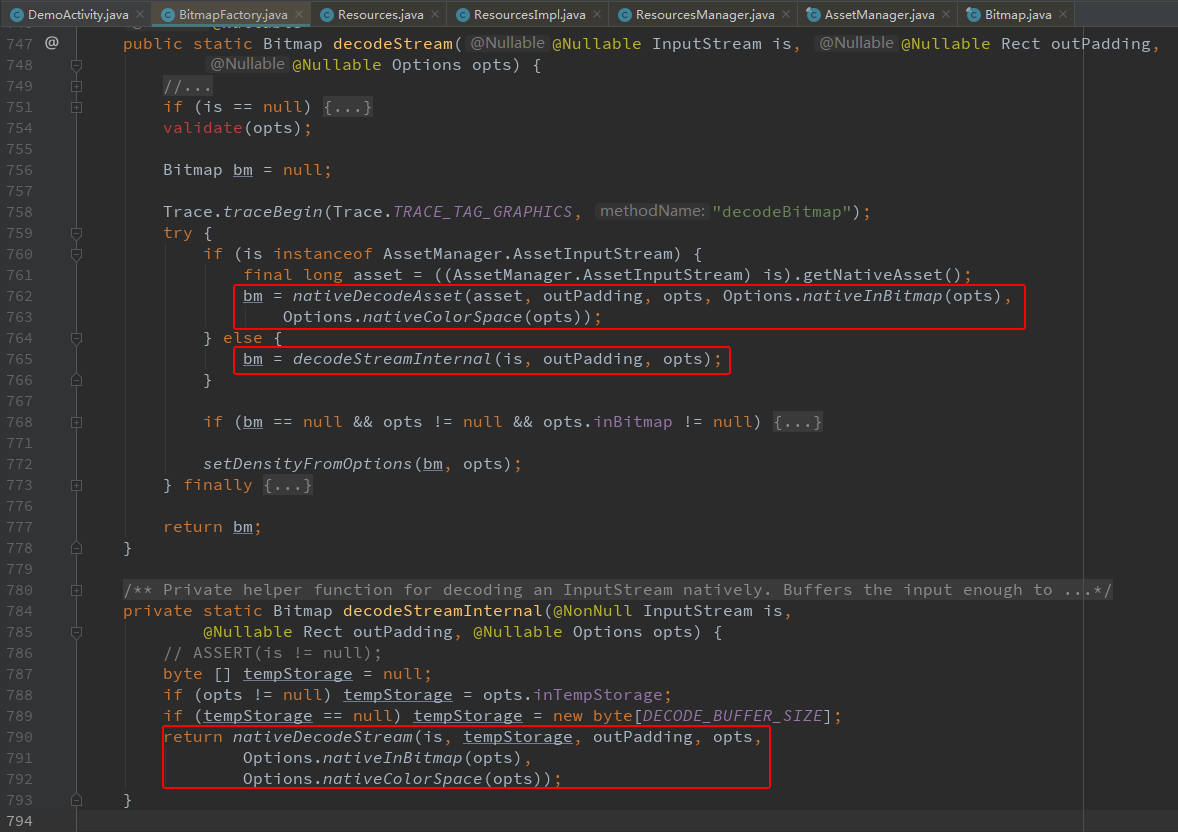 DemoActivity.java × BitmapFactory.java × Resources.java × ResourcesImpl.java × ResourcesManager.java × AssetManager.java × Bitmap.java ×
747 @ public static Bitmap decodeStream( @Nullable @Nullable InputStream is, @Nullable @Nullable Rect outPadding,
748 @Nullable @Nullable Options opts) {
749 //...
751 if (is == null) {...}
754 validate(opts);
755
756 Bitmap bm = null;
757
758 Trace.traceBegin(Trace.TRACE_TAG_GRAPHICS, methodName: "decodeBitmap");
759 try {
760 if (is instanceof AssetManager.AssetInputStream) {
761 final long asset = ((AssetManager.AssetInputStream) is).getNativeAsset();
762 bm = nativeDecodeAsset(asset, outPadding, opts, Options.nativeInBitmap(opts),
763 Options.nativeColorSpace(opts));
764 } else {
765 bm = decodeStreamInternal(is, outPadding, opts);
766 }
767
768 if (bm == null && opts != null && opts.inBitmap != null) {...}
771
772 setDensityFromOptions(bm, opts);
773 } finally {...}
776
777 return bm;
778 }
779
780 /** Private helper function for decoding an InputStream natively. Buffers the input enough to ...*/
784 private static Bitmap decodeStreamInternal(@NonNull InputStream is,
785 @Nullable Rect outPadding, @Nullable Options opts) {
786 // ASSERT(is != null);
787 byte [] tempStorage = null;
788 if (opts != null) tempStorage = opts.inTempStorage;
789 if (tempStorage == null) tempStorage = new byte[DECODE_BUFFER_SIZE];
790 return nativeDecodeStream(is, tempStorage, outPadding, opts,
791 Options.nativeInBitmap(opts),
792 Options.nativeColorSpace(opts));
793 }
794